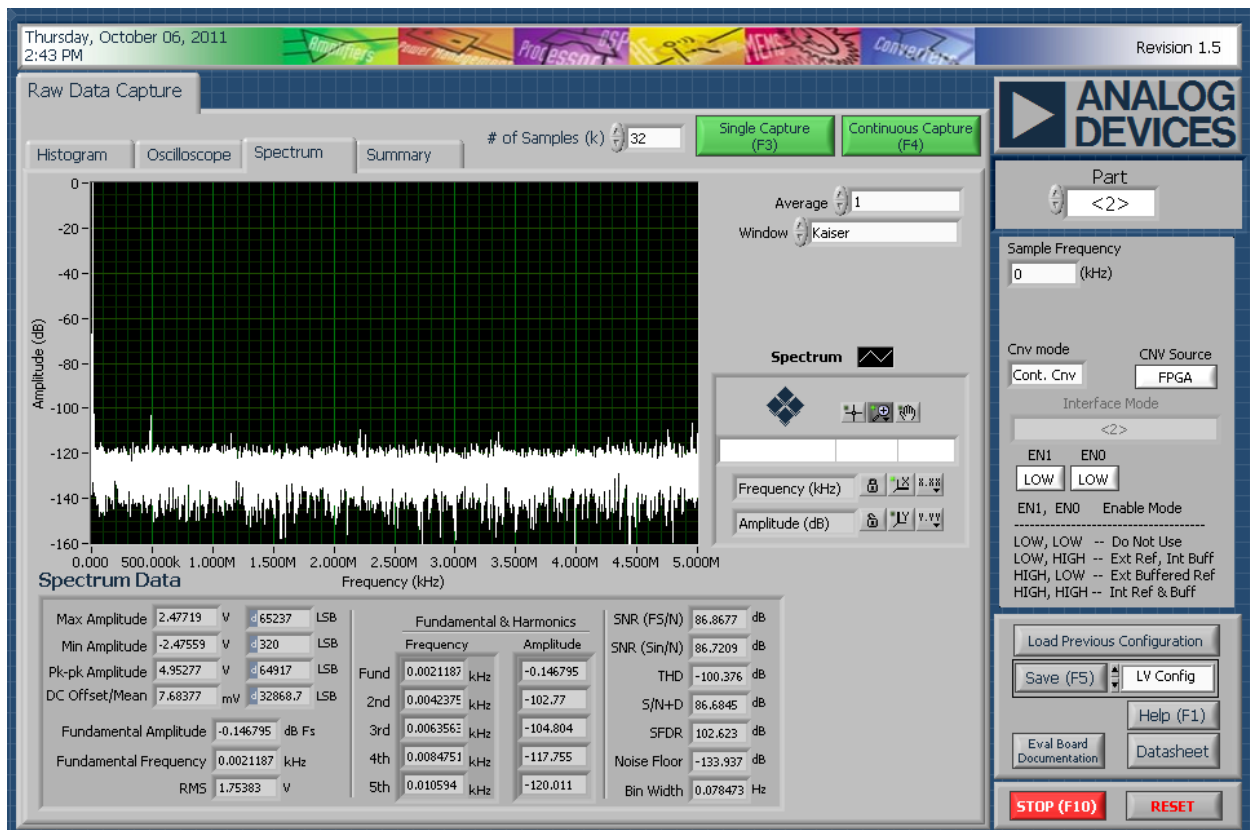 Thursday, October 06, 2011
2:43 PM
Amplifiers
Power Management
Processor
DSP
RF
MEMS
Converters
Revision 1.5
Raw Data Capture
# of Samples (k) 32
Single Capture
(F3)
Continuous Capture
(F4)
Histogram Oscilloscope Spectrum Summary
ANALOG
DEVICES
Part
<2>
Average 1
Window Kaiser
Sample Frequency
0 (kHz)
Cnv mode CNV Source
Cont. Cnv FPGA
Interface Mode
<2>
EN1 EN0
LOW LOW
EN1, EN0 Enable Mode
LOW, LOW -- Do Not Use
LOW, HIGH -- Ext Ref, Int Buff
HIGH, LOW -- Ext Buffered Ref
HIGH, HIGH -- Int Ref & Buff
Load Previous Configuration
Save (F5) LV Config
Help (F1)
Eval Board
Documentation
Datasheet
STOP (F10) RESET
Spectrum
Frequency (kHz) X.XX
Amplitude (dB) Y.YY
Amplitude (dB)
0
-20
-40
-60
-80
-100
-120
-140
-160
0.000 500.000k 1.000M 1.500M 2.000M 2.500M 3.000M 3.500M 4.000M 4.500M 5.000M
Frequency (kHz)
Spectrum Data
Max Amplitude 2.47719 V d 65237 LSB
Min Amplitude -2.47559 V d 320 LSB
Pk-pk Amplitude 4.95277 V d 64917 LSB
DC Offset/Mean 7.68377 mV d 32868.7 LSB
Fundamental Amplitude -0.146795 dB Fs
Fundamental Frequency 0.0021187 kHz
RMS 1.75383 V
Fundamental & Harmonics
Frequency Amplitude
Fund 0.0021187 kHz -0.146795
2nd 0.0042375 kHz -102.77
3rd 0.0063563 kHz -104.804
4th 0.0084751 kHz -117.755
5th 0.010594 kHz -120.011
SNR (FS/N) 86.8677 dB
SNR (Sin/N) 86.7209 dB
THD -100.376 dB
S/N+D 86.6845 dB
SFDR 102.623 dB
Noise Floor -133.937 dB
Bin Width 0.078473 Hz